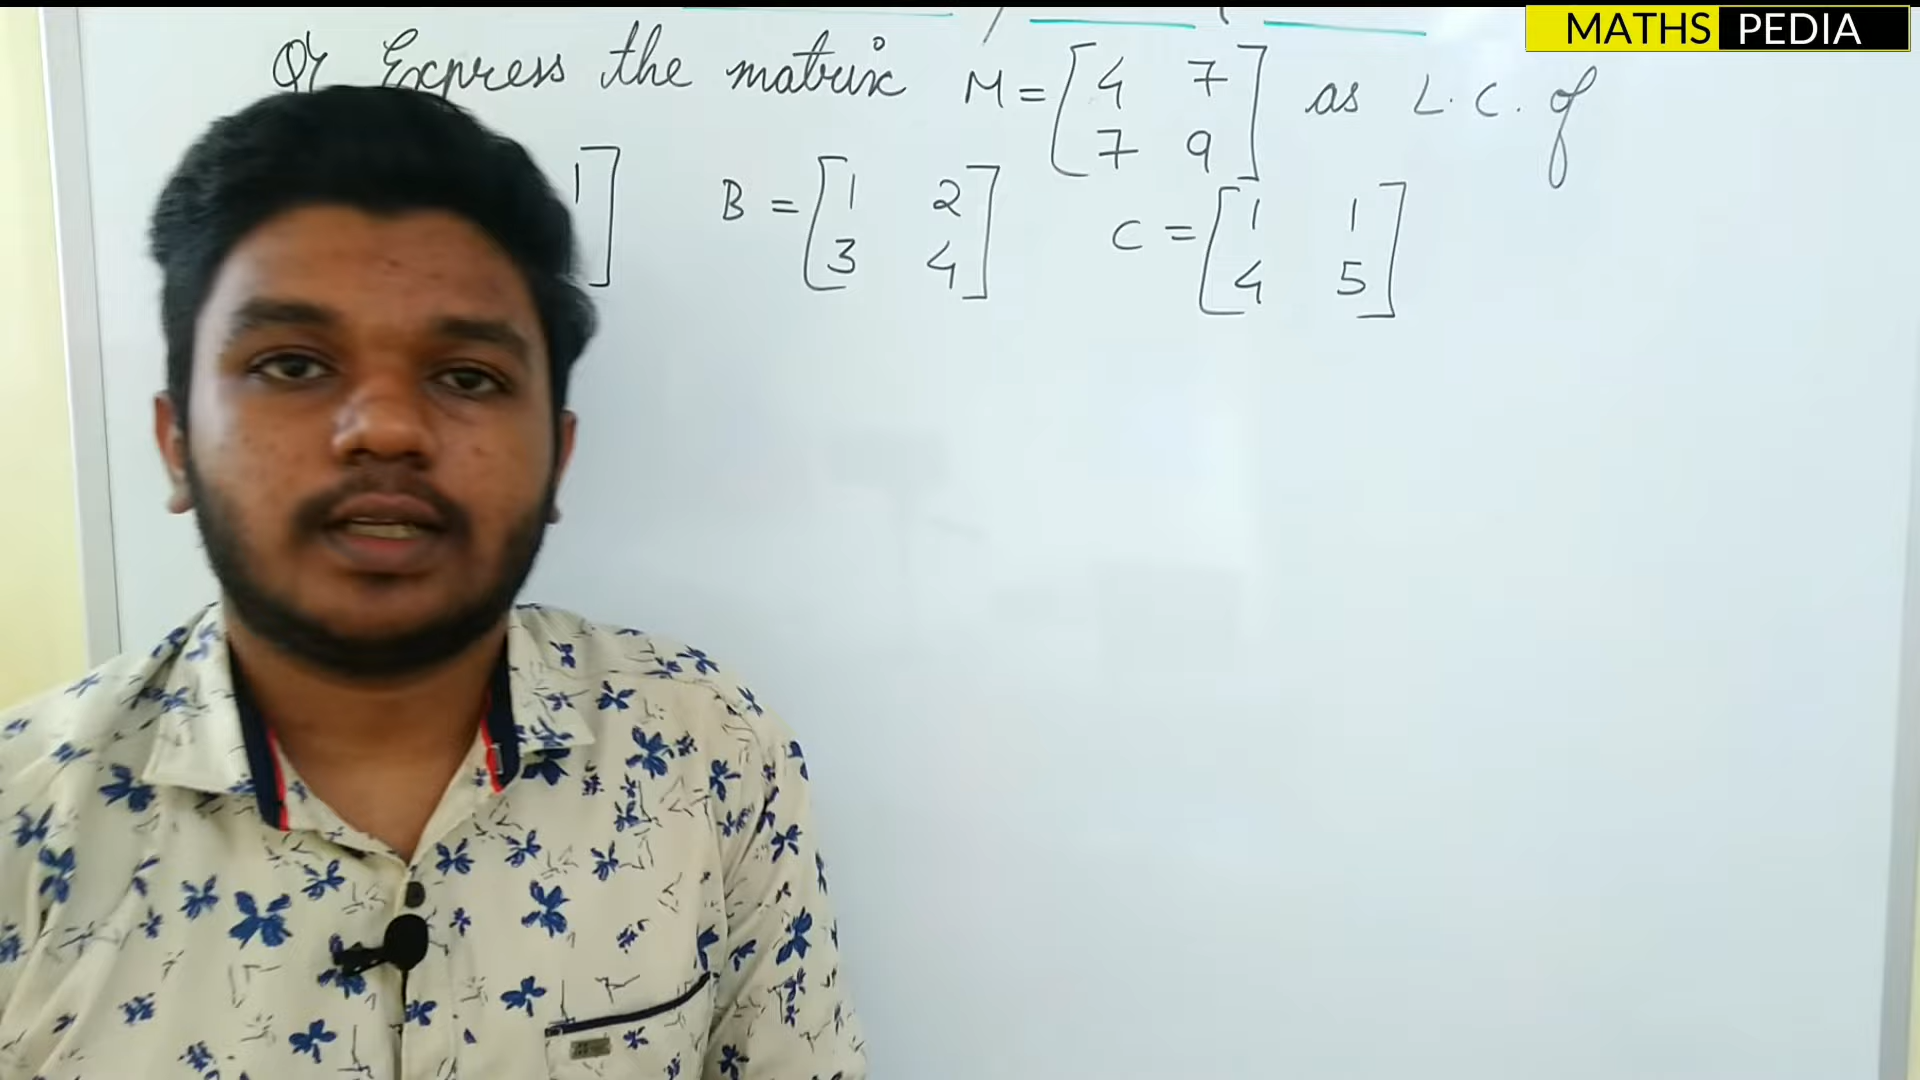 MATHS PEDIA
Q Express the matrix M = [4 7 as L.C. of
7 9]
1] B = [1 2 C = [1 1
3 4] 4 5]